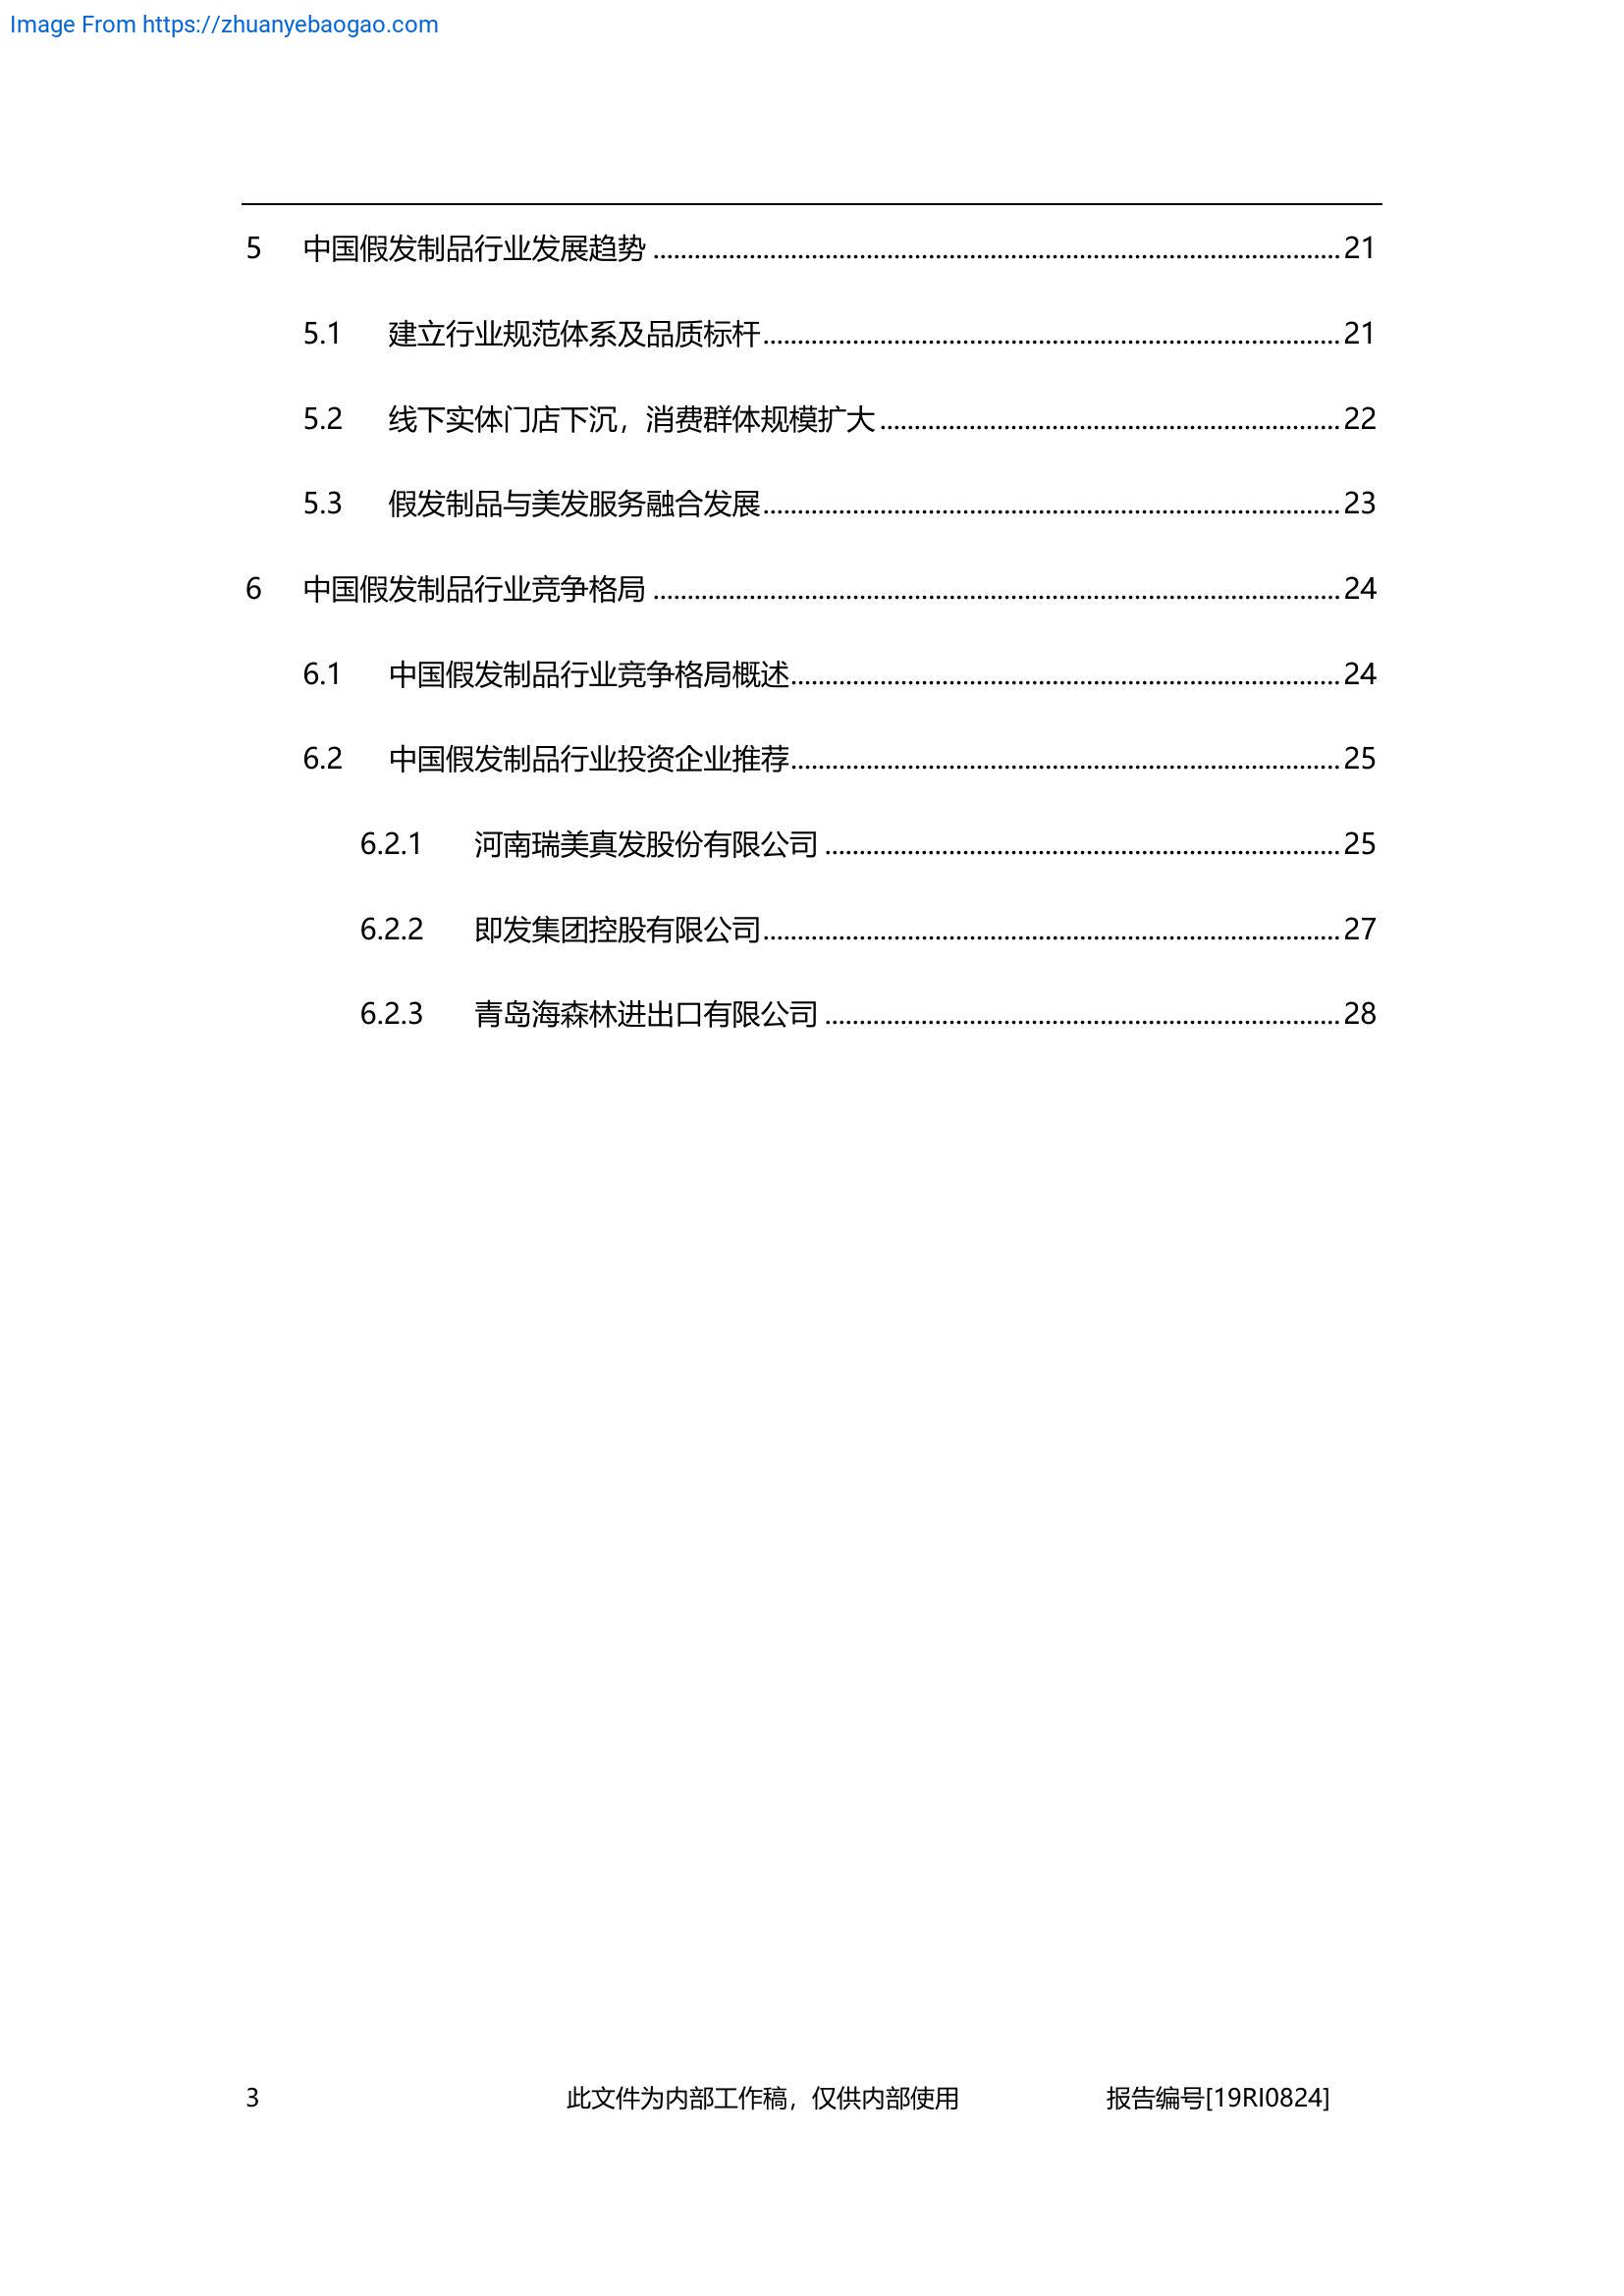 Image From https://zhuanyebaogao.com
5 中国假发制品行业发展趋势 ........................ 21
5.1 建立行业规范体系及品质标杆 ........................ 21
5.2 线下实体门店下沉，消费群体规模扩大 ........................ 22
5.3 假发制品与美发服务融合发展 ........................ 23
6 中国假发制品行业竞争格局 ........................ 24
6.1 中国假发制品行业竞争格局概述 ........................ 24
6.2 中国假发制品行业投资企业推荐 ........................ 25
6.2.1 河南瑞美真发股份有限公司 ........................ 25
6.2.2 即发集团控股有限公司 ........................ 27
6.2.3 青岛海森林进出口有限公司 ........................ 28
3 此文件为内部工作稿，仅供内部使用 报告编号[19RI0824]